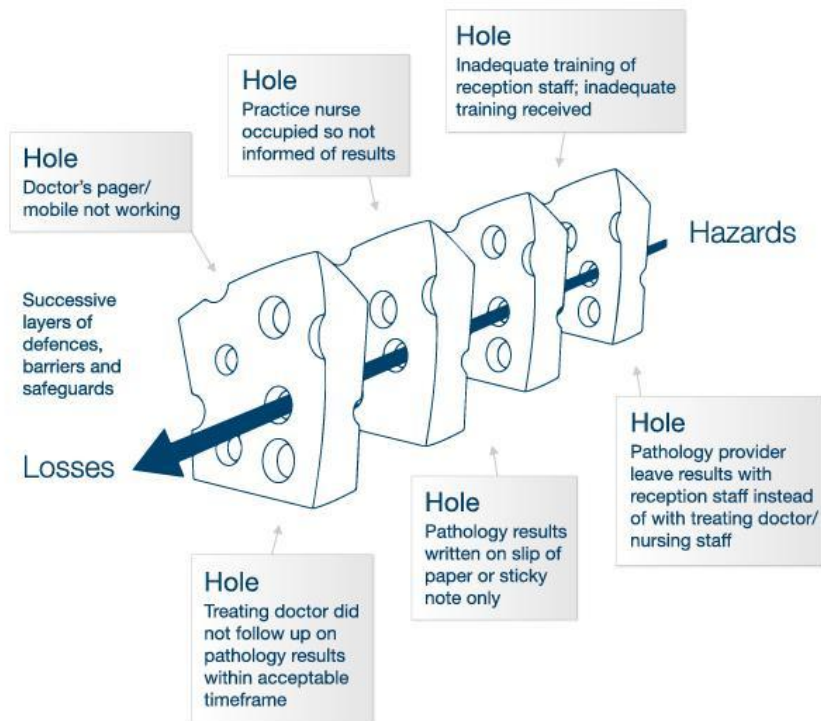 Hole
Inadequate training of
reception staff; inadequate
training received
Hole
Practice nurse
occupied so not
informed of results
Hole
Doctor's pager/
mobile not working
Hazards
Successive
layers of
defences,
barriers and
safeguards
Losses
Hole
Pathology provider
leave results with
reception staff instead
of with treating doctor/
nursing staff
Hole
Pathology results
written on slip of
paper or sticky
note only
Hole
Treating doctor did
not follow up on
pathology results
within acceptable
timeframe